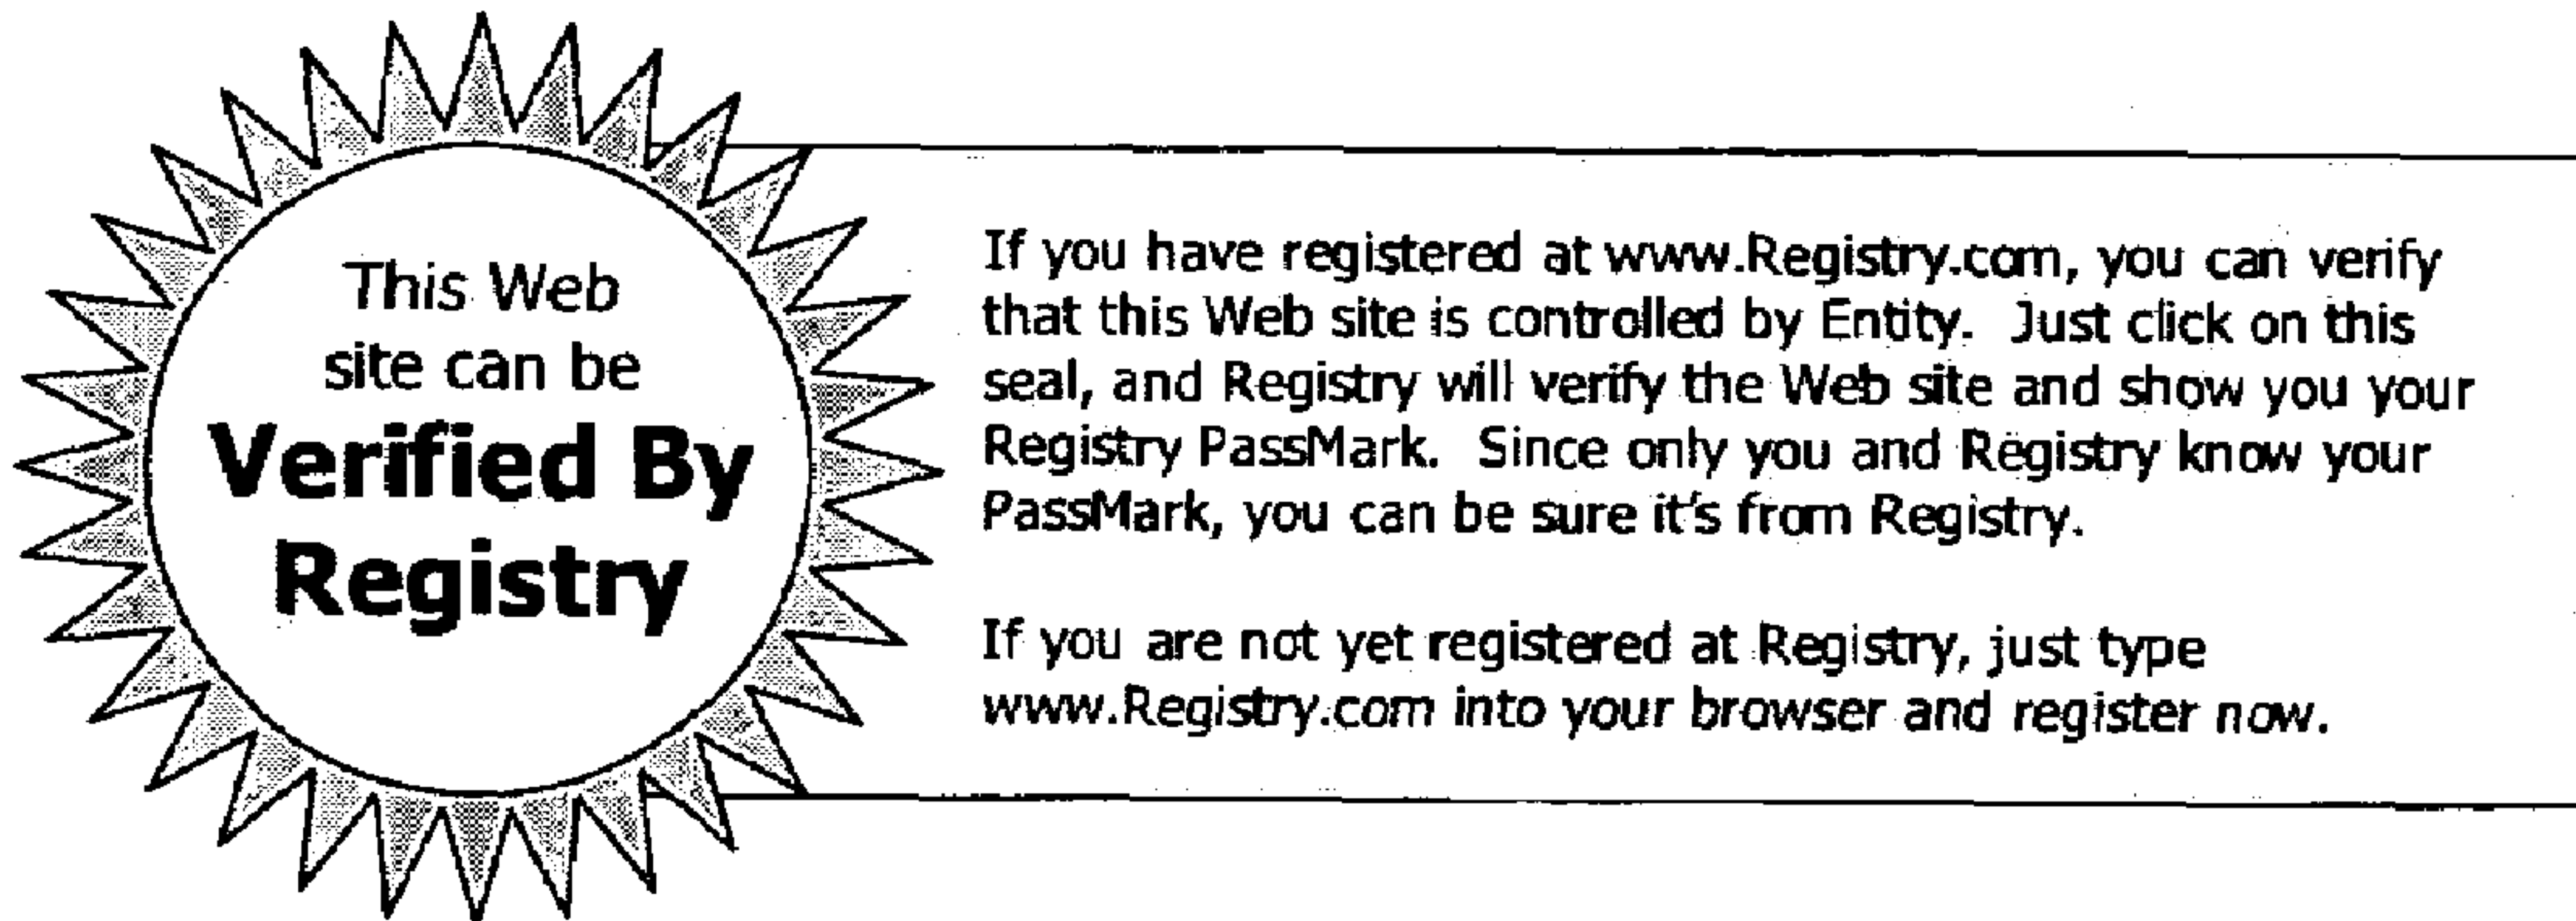 This Web
site can be
Verified By
Registry
If you have registered at www.Registry.com, you can verify
that this Web site is controlled by Entity. Just click on this
seal, and Registry will verify the Web site and show you your
Registry PassMark. Since only you and Registry know your
PassMark, you can be sure it's from Registry.
If you are not yet registered at Registry, just type
www.Registry.com into your browser and register now.